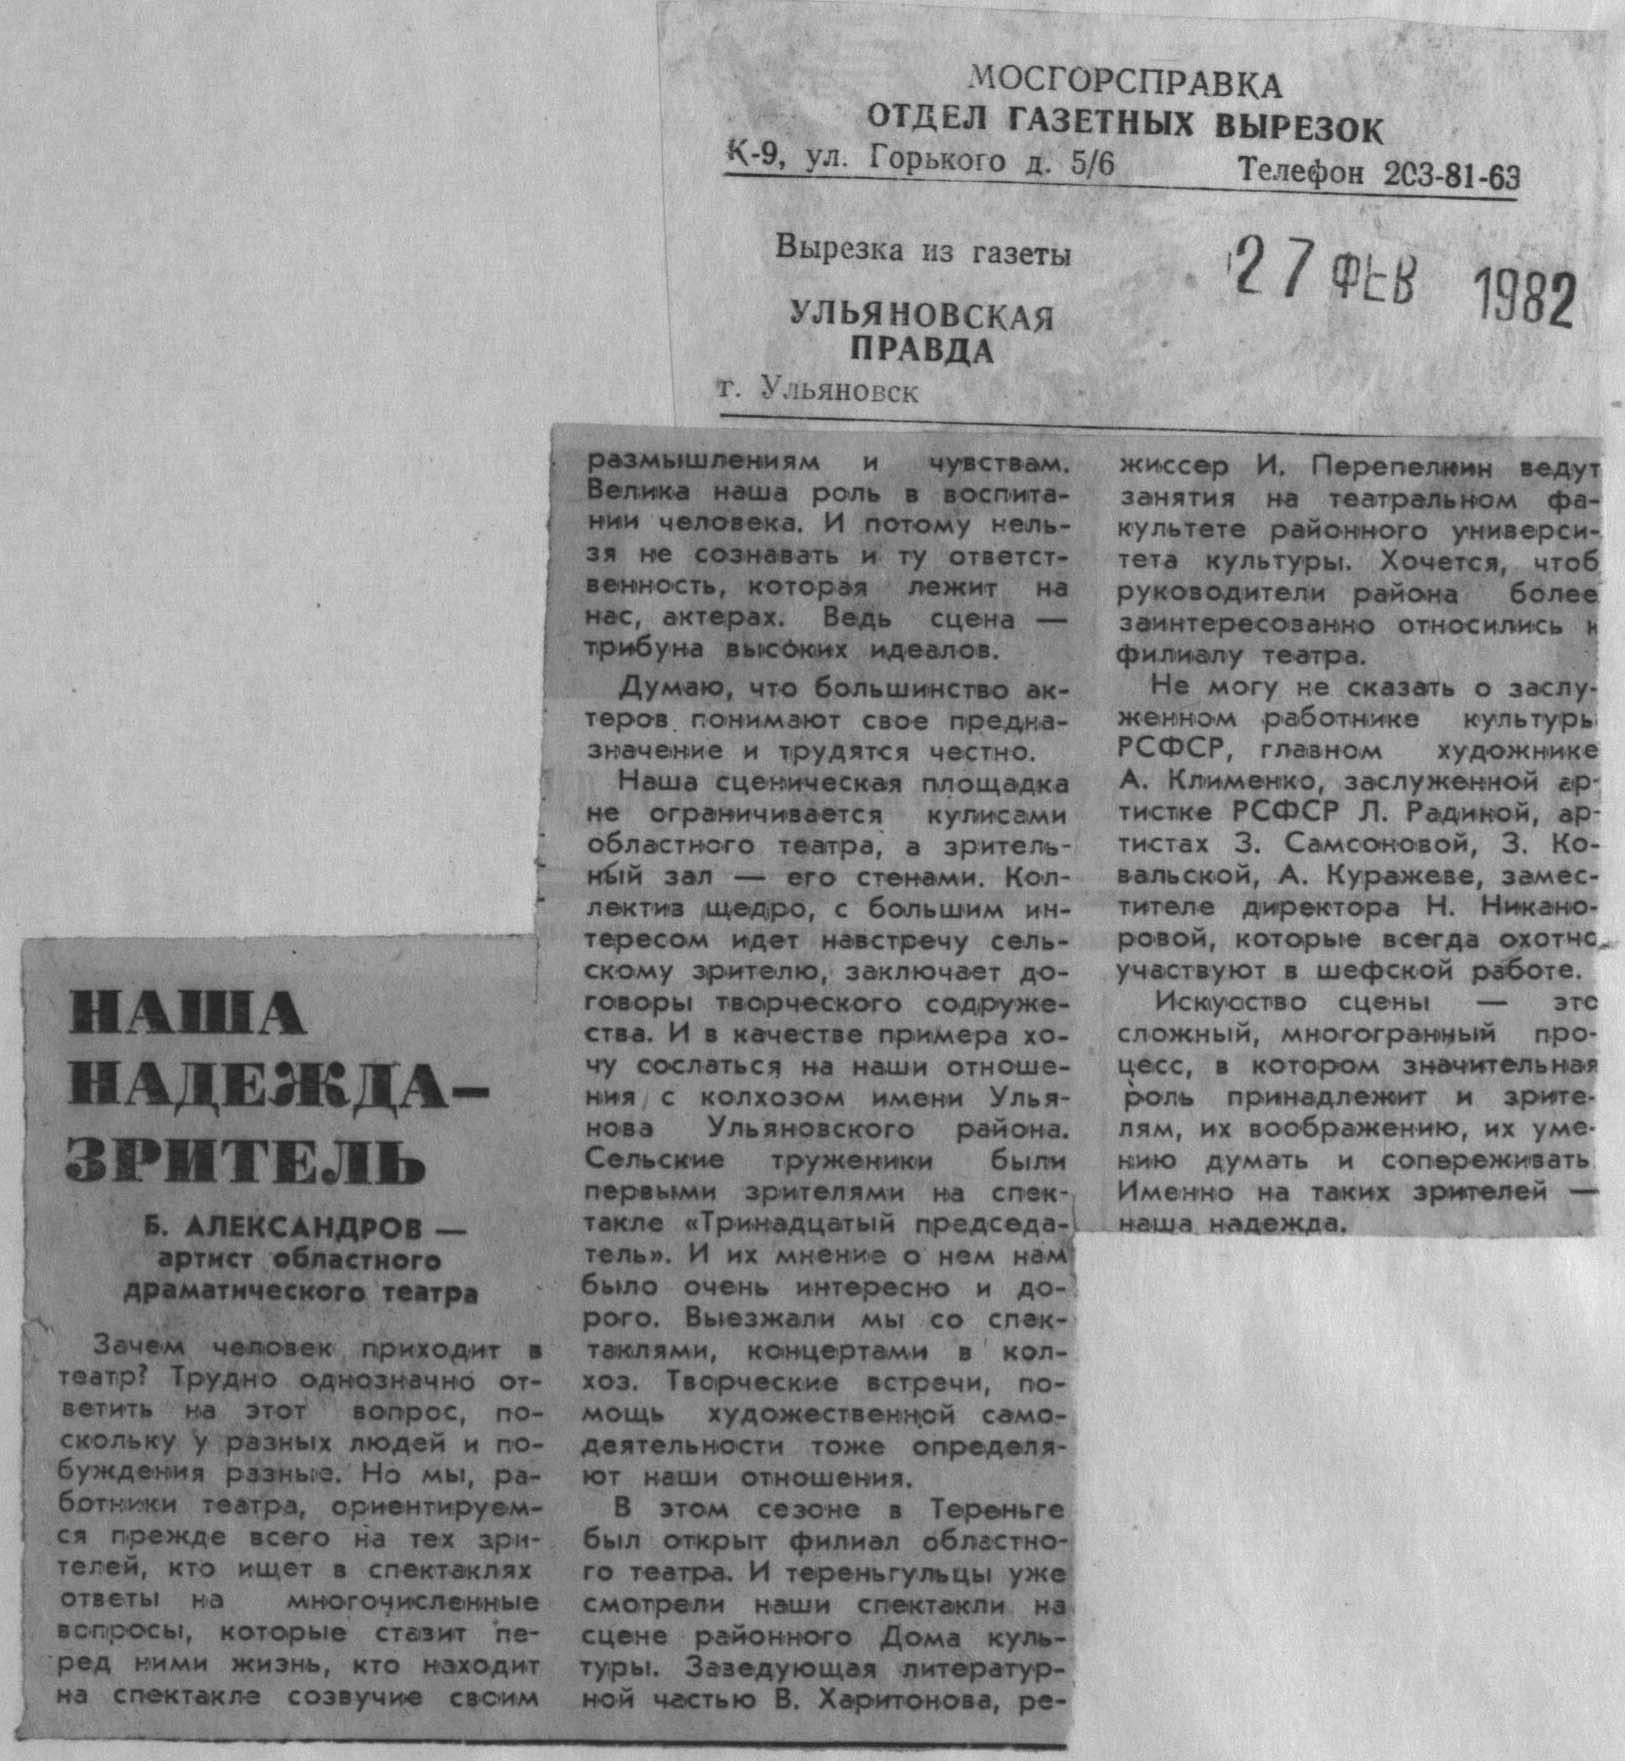 МОСГОРСПРАВКА
ОТДЕЛ ГАЗЕТНЫХ ВЫРЕЗОК
К-9, ул. Горького д. 5/6 Телефон 203-81-63
Вырезка из газеты
27 ФЕВ 1982
УЛЬЯНОВСКАЯ
ПРАВДА
г. Ульяновск
НАША
НАДЕЖДА–
ЗРИТЕЛЬ
Б. АЛЕКСАНДРОВ —
артист областного
драматического театра
Зачем человек приходит в
театр? Трудно однозначно от-
ветить на этот вопрос, по-
скольку у разных людей и по-
буждения разные. Но мы, ра-
ботники театра, ориентируем-
ся прежде всего на тех зри-
телей, кто ищет в спектаклях
ответы на многочисленные
вопросы, которые ставит пе-
ред ними жизнь, кто находит
на спектакле созвучие своим
размышлениям и чувствам.
Велика наша роль в воспита-
нии человека. И потому нель-
зя не сознавать и ту ответст-
венность, которая лежит на
нас, актерах. Ведь сцена —
трибуна высоких идеалов.
Думаю, что большинство ак-
теров понимают свое предна-
значение и трудятся честно.
Наша сценическая площадка
не ограничивается кулисами
областного театра, а зритель-
ный зал — его стенами. Кол-
лектив щедро, с большим ин-
тересом идет навстречу сель-
скому зрителю, заключает до-
говоры творческого содруже-
ства. И в качестве примера хо-
чу сослаться на наши отноше-
ния с колхозом имени Улья-
нова Ульяновского района.
Сельские труженики были
первыми зрителями на спек-
такле «Тринадцатый председа-
тель». И их мнение о нем нам
было очень интересно и до-
рого. Выезжали мы со спек-
таклями, концертами в кол-
хоз. Творческие встречи, по-
мощь художественной само-
деятельности тоже определя-
ют наши отношения.
В этом сезоне в Тереньге
был открыт филиал областно-
го театра. И тереньгульцы уже
смотрели наши спектакли на
сцене районного Дома куль-
туры. Заведующая литератур-
ной частью В. Харитонова, ре-
жиссер И. Перепелкин ведут
занятия на театральном фа-
культете районного универси-
тета культуры. Хочется, чтоб
руководители района более
заинтересованно относились к
филиалу театра.
Не могу не сказать о заслу-
женном работнике культуры
РСФСР, главном художнике
А. Клименко, заслуженной ар-
тистке РСФСР Л. Радиной, ар-
тистах З. Самсоновой, З. Ко-
вальской, А. Куражеве, замес-
тителе директора Н. Никано-
ровой, которые всегда охотно
участвуют в шефской работе.
Искусство сцены — это
сложный, многогранный про-
цесс, в котором значительная
роль принадлежит и зрите-
лям, их воображению, их уме-
нию думать и сопереживать.
Именно на таких зрителей —
наша надежда.